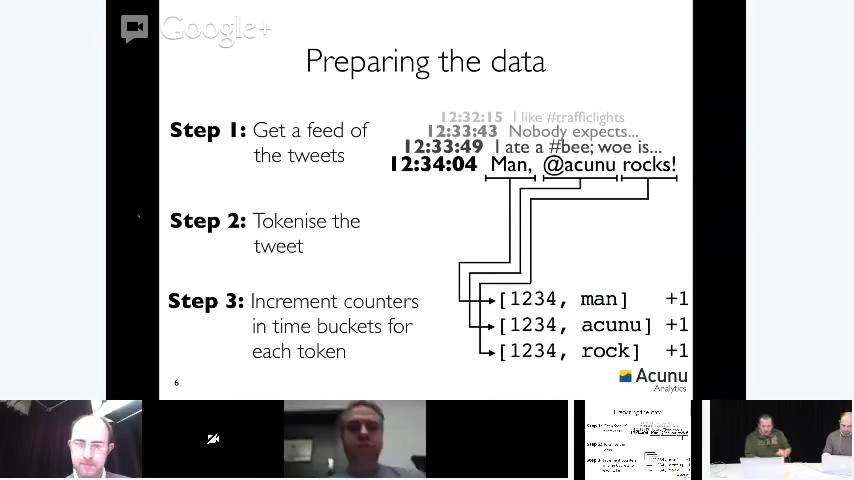 Google+
Preparing the data
Step 1: Get a feed of
the tweets
12:32:15 I like #trafficlights
12:33:43 Nobody expects...
12:33:49 I ate a #bee; woe is...
12:34:04 Man, @acunu rocks!
Step 2: Tokenise the
tweet
Step 3: Increment counters
in time buckets for
each token
[1234, man] +1
[1234, acunu] +1
[1234, rock] +1
6
Acunu
Analytics
Preparing the data